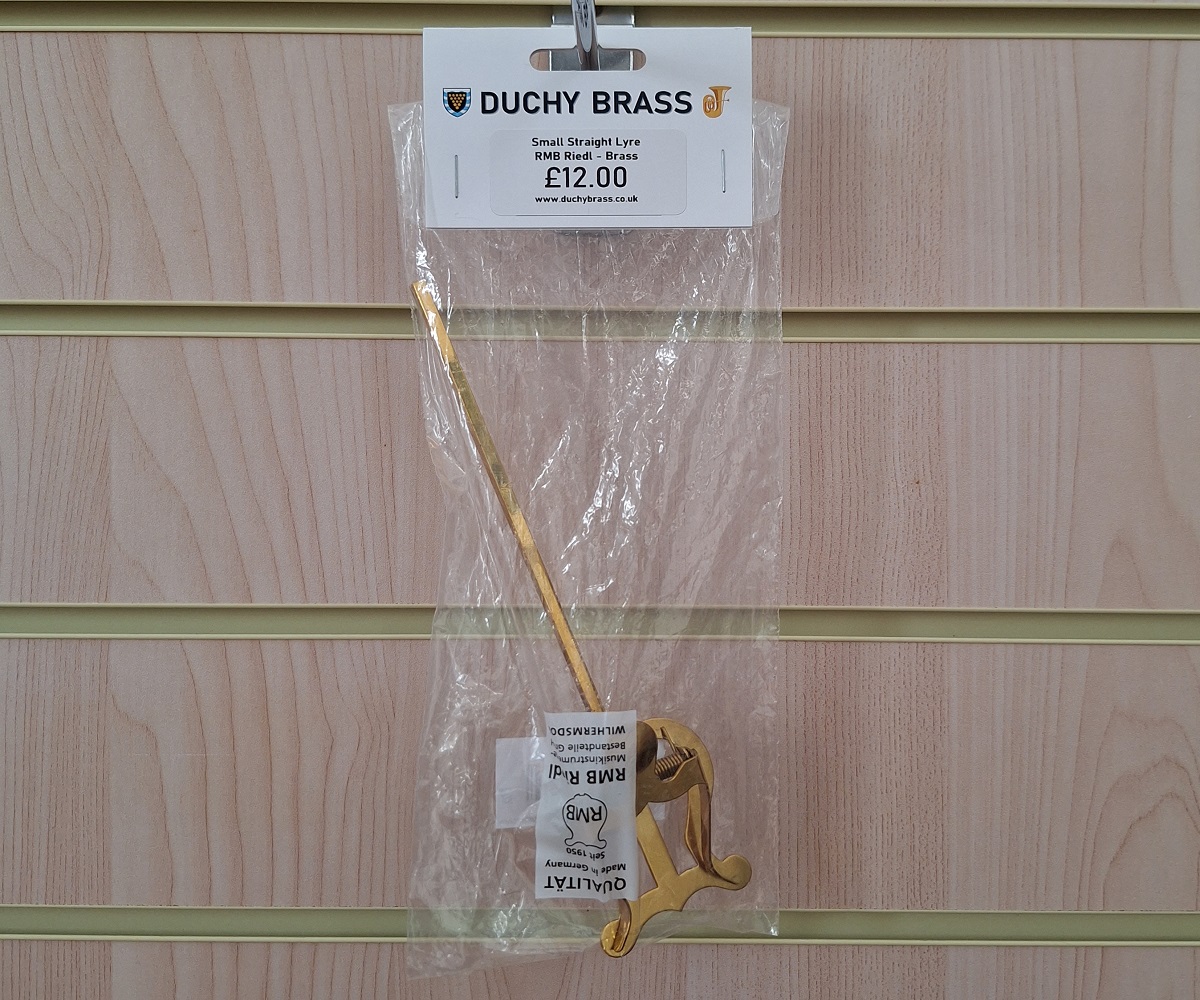 DUCHY BRASS
Small Straight Lyre
RMB Riedl - Brass
£12.00
www.duchybrass.co.uk
QUALITÄT
Made in Germany
Seit 1950
RMB
RMB
Bestandteile